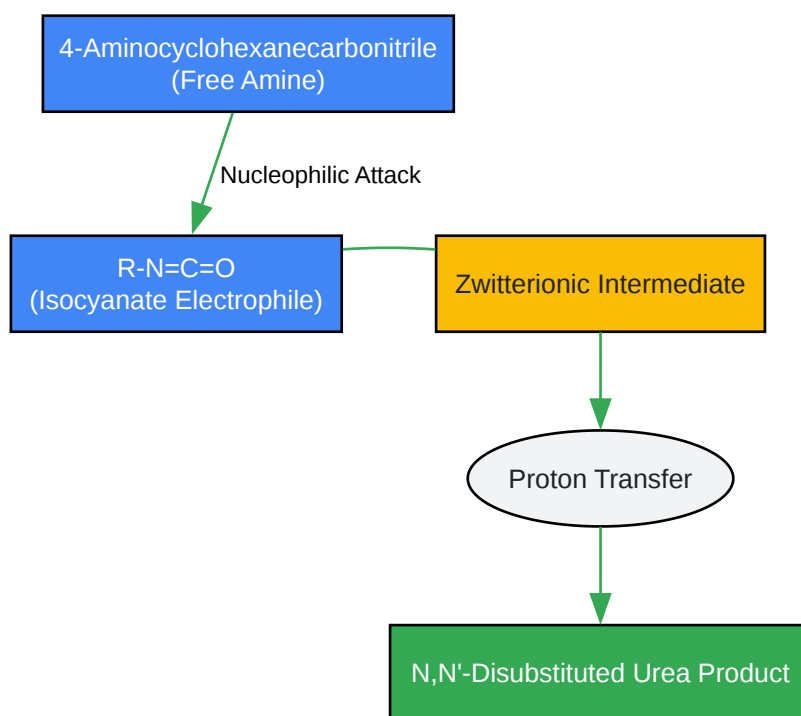 4-Aminocyclohexanecarbonitrile
(Free Amine)
Nucleophilic Attack
R-N=C=O
(Isocyanate Electrophile)
Zwitterionic Intermediate
Proton Transfer
N,N'-Disubstituted Urea Product